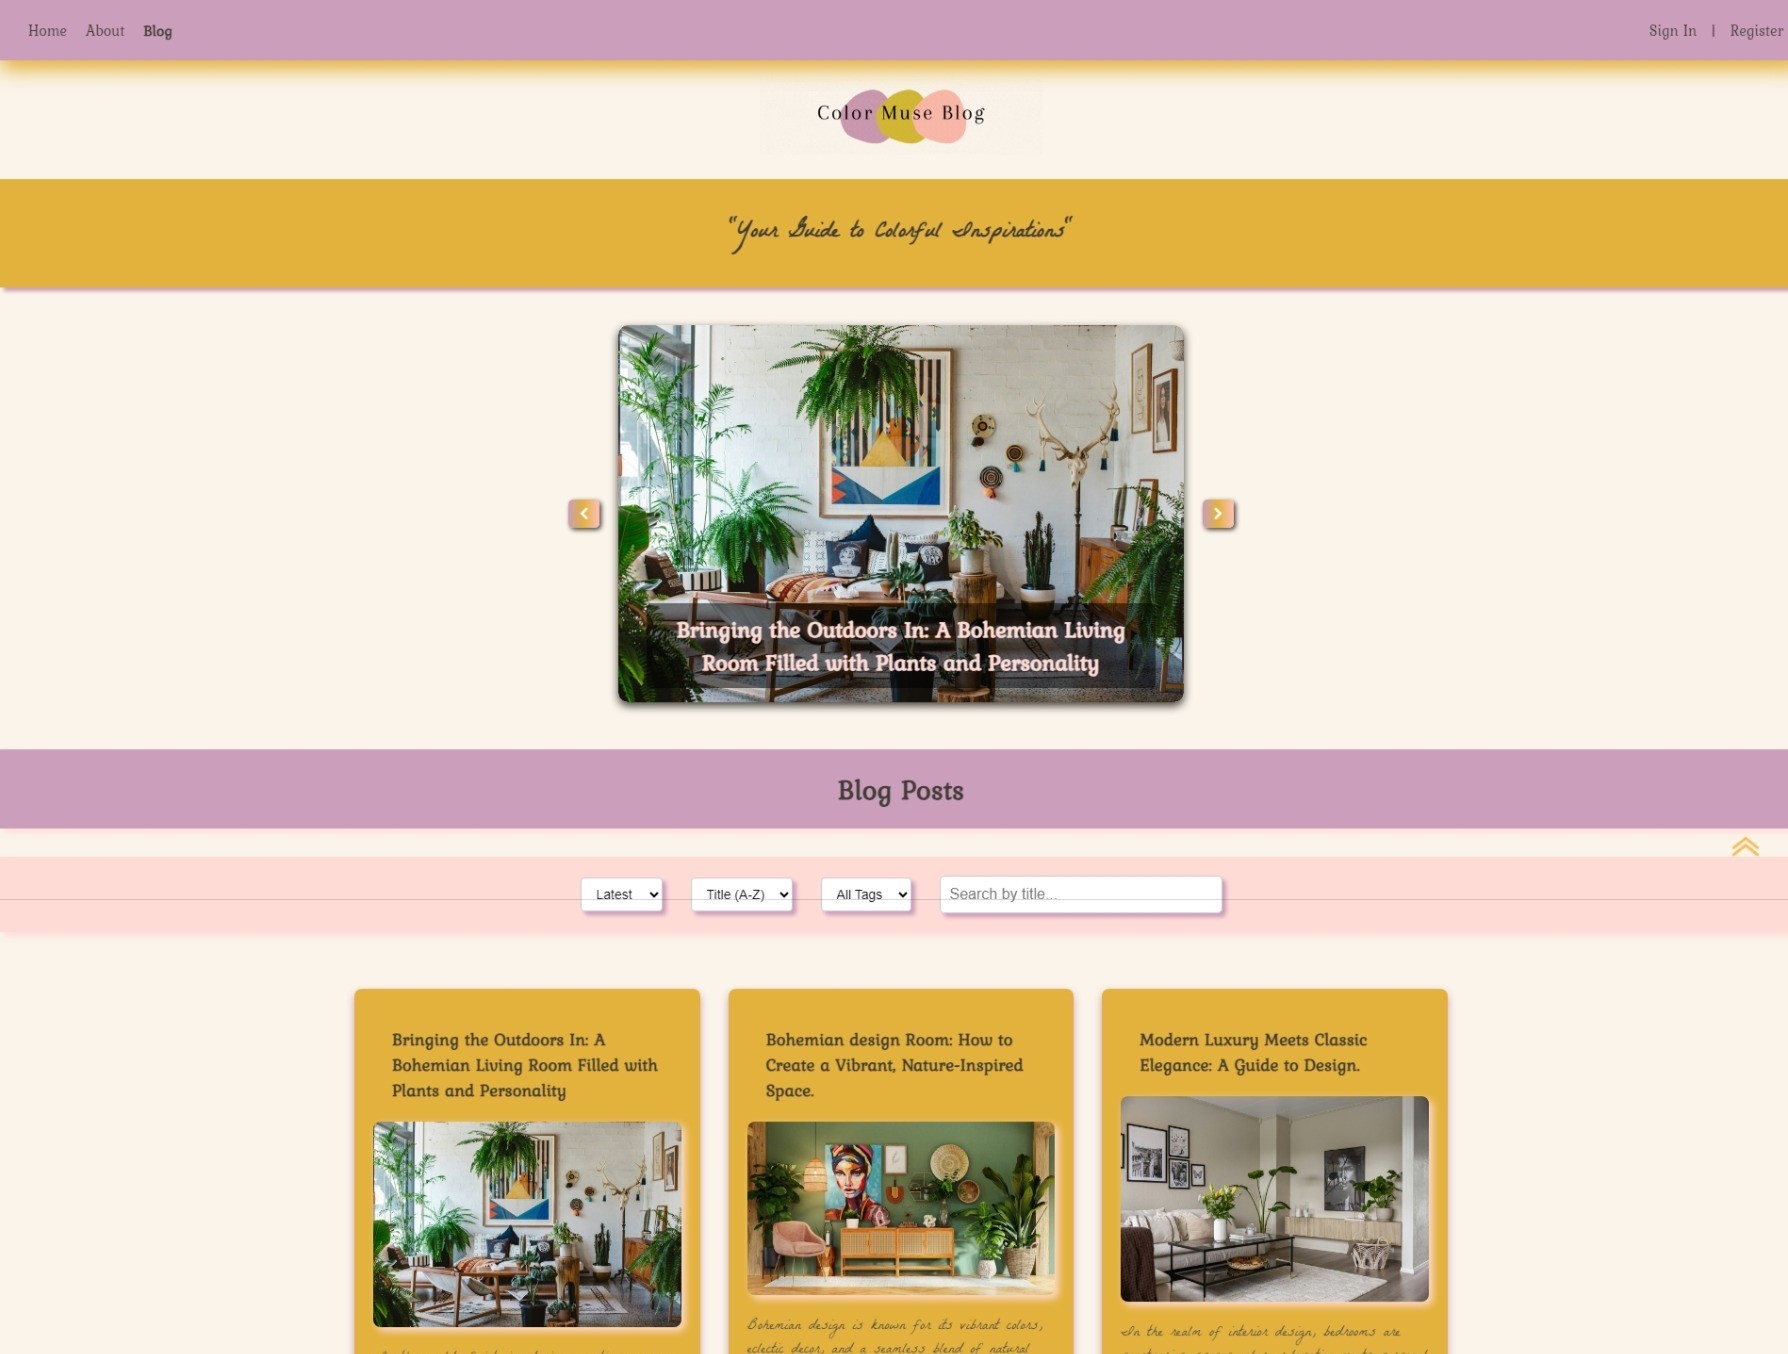 Home About Blog
Sign In | Register
Color Muse Blog
"Your Guide to Colorful Inspirations"
Bringing the Outdoors In: A Bohemian Living
Room Filled with Plants and Personality
Blog Posts
Latest Title (A-Z) All Tags Search by title...
Bringing the Outdoors In: A
Bohemian Living Room Filled with
Plants and Personality
Bohemian design Room: How to
Create a Vibrant, Nature-Inspired
Space.
Bohemian design is known for its vibrant colors,
eclectic decor, and a seamless blend of natural
Modern Luxury Meets Classic
Elegance: A Guide to Design.
In the realm of interior design, bedrooms are